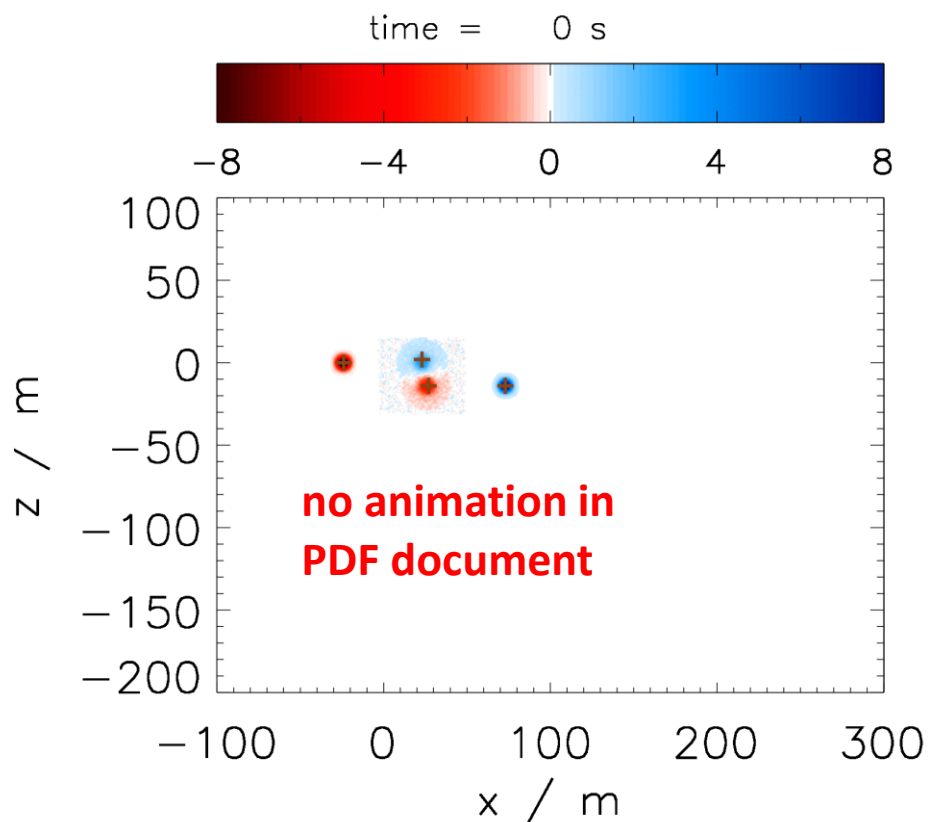 time = 0 s
−8 −4 0 4 8
100
50
0
−50
−100
−150
−200
z / m
no animation in
PDF document
−100 0 100 200 300
x / m